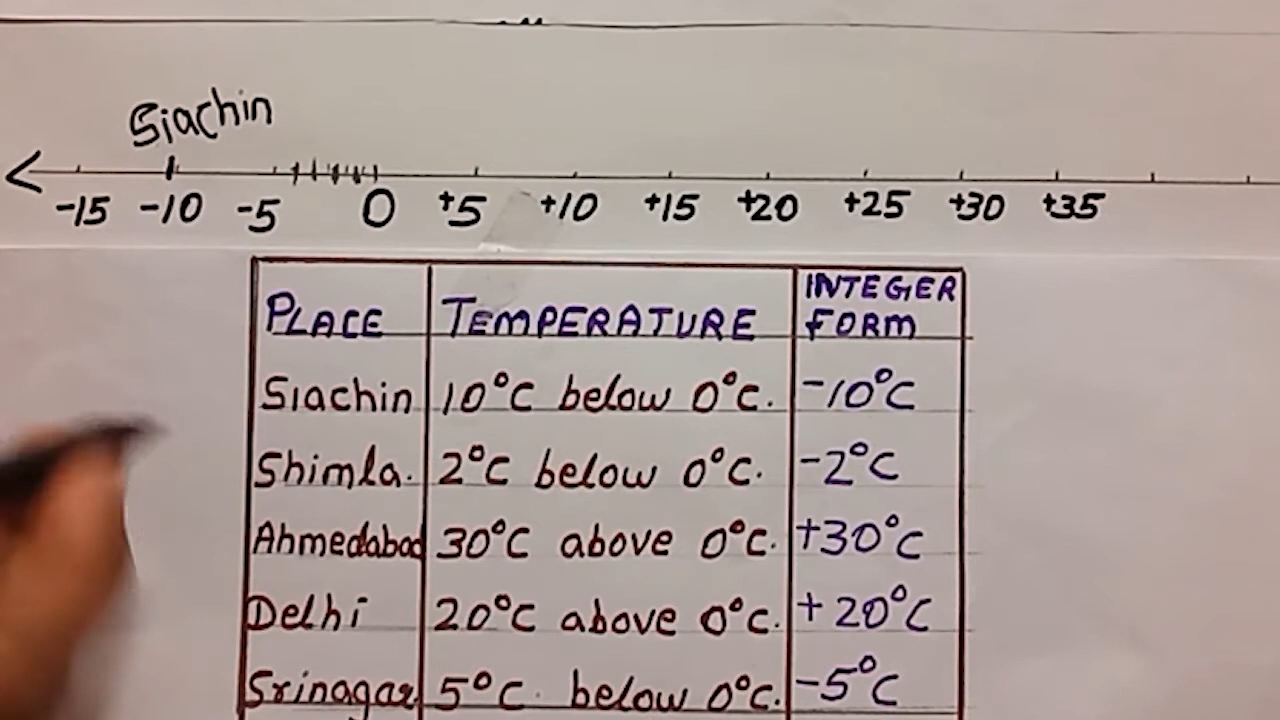 Siachin
-15 -10 -5 0 +5 +10 +15 +20 +25 +30 +35
PLACE TEMPERATURE INTEGER FORM
Siachin 10°C below 0°C. -10°C
Shimla. 2°C below 0°C. -2°C
Ahmedabad 30°C above 0°C. +30°C
Delhi 20°C above 0°C. +20°C
Srinagar 5°C. below 0°C. -5°C